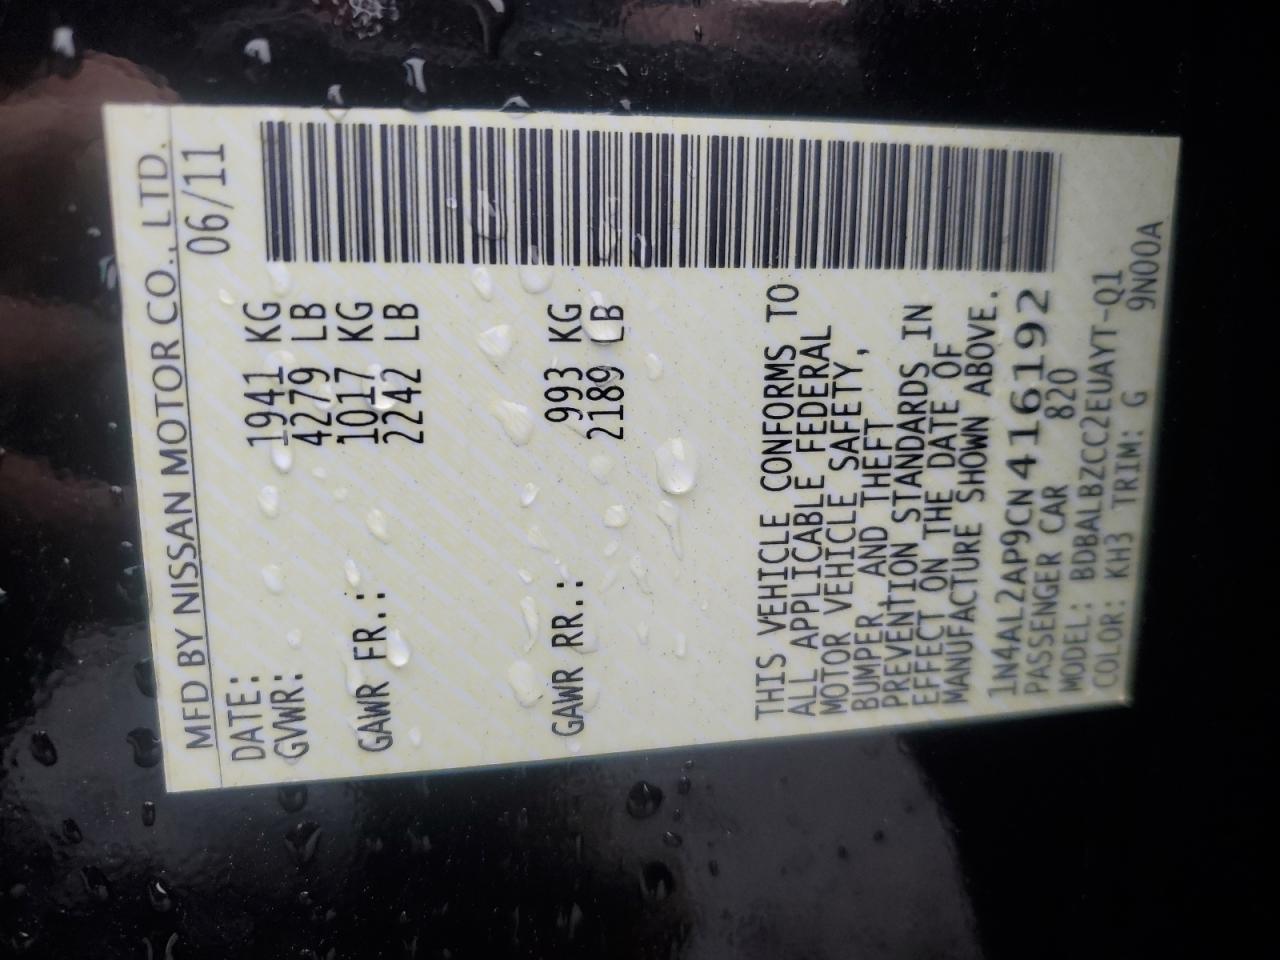 MFD BY NISSAN MOTOR CO., LTD.
DATE: 06/11
GVWR: 1941 KG
4279 LB
GAWR FR.: 1017 KG
2242 LB
GAWR RR.: 993 KG
2189 LB
THIS VEHICLE CONFORMS TO
ALL APPLICABLE FEDERAL
MOTOR VEHICLE SAFETY,
BUMPER AND THEFT
PREVENTION STANDARDS IN
EFFECT ON THE DATE OF
MANUFACTURE SHOWN ABOVE.
1N4AL2AP9CN416192
PASSENGER CAR 820
MODEL: BDBALBZCC2EUAYT-Q1
COLOR: KH3 TRIM: G 9N00A